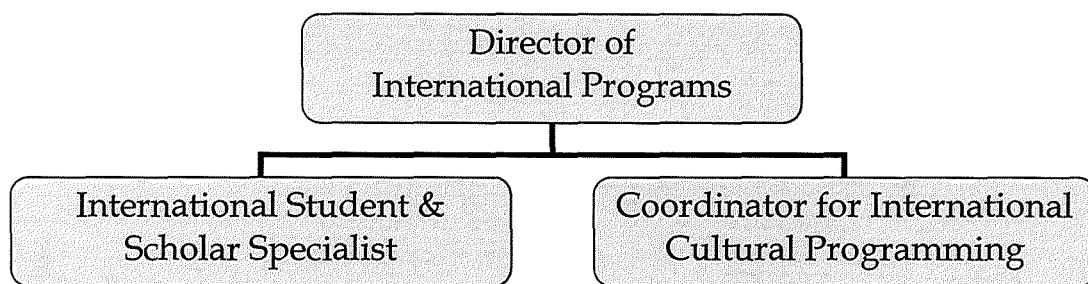 Director of
International Programs
International Student &
Scholar Specialist
Coordinator for International
Cultural Programming